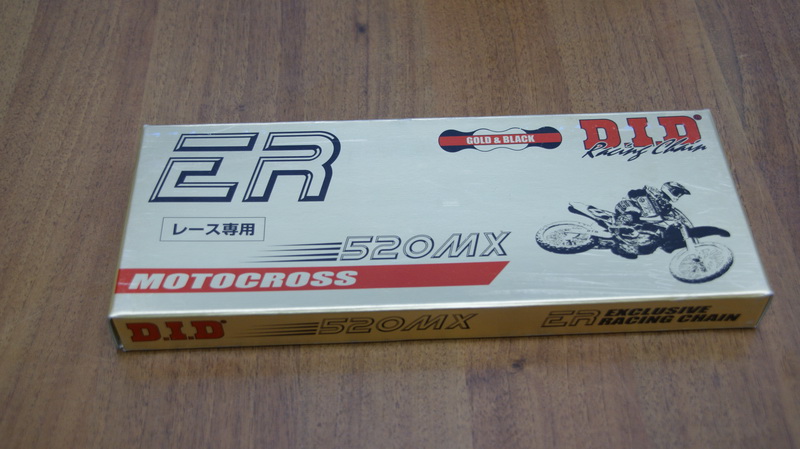 ER
GOLD & BLACK
D.I.D®
Racing Chain
レース専用
520MX
MOTOCROSS
D.I.D 520MX ER EXCLUSIVE
RACING CHAIN